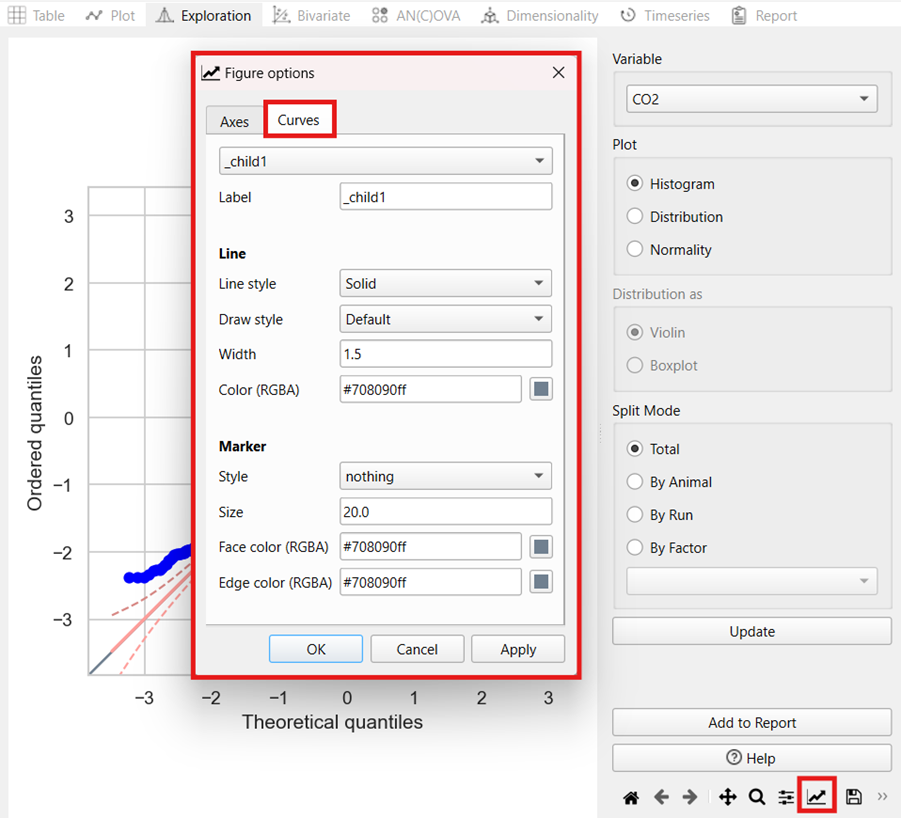 Table Plot Exploration Bivariate AN(C)OVA Dimensionality Timeseries Report
Figure options
Axes Curves
_child1
Label _child1
Line
Line style Solid
Draw style Default
Width 1.5
Color (RGBA) #708090ff
Marker
Style nothing
Size 20.0
Face color (RGBA) #708090ff
Edge color (RGBA) #708090ff
OK Cancel Apply
Ordered quantiles
3
2
1
0
−1
−2
−3
−3 −2 −1 0 1 2 3
Theoretical quantiles
Variable
CO2
Plot
Histogram
Distribution
Normality
Distribution as
Violin
Boxplot
Split Mode
Total
By Animal
By Run
By Factor
Update
Add to Report
Help